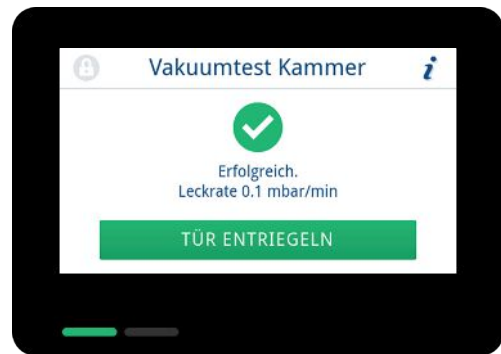 Vakuumtest Kammer
i
Erfolgreich.
Leckrate 0.1 mbar/min
TÜR ENTRIEGELN